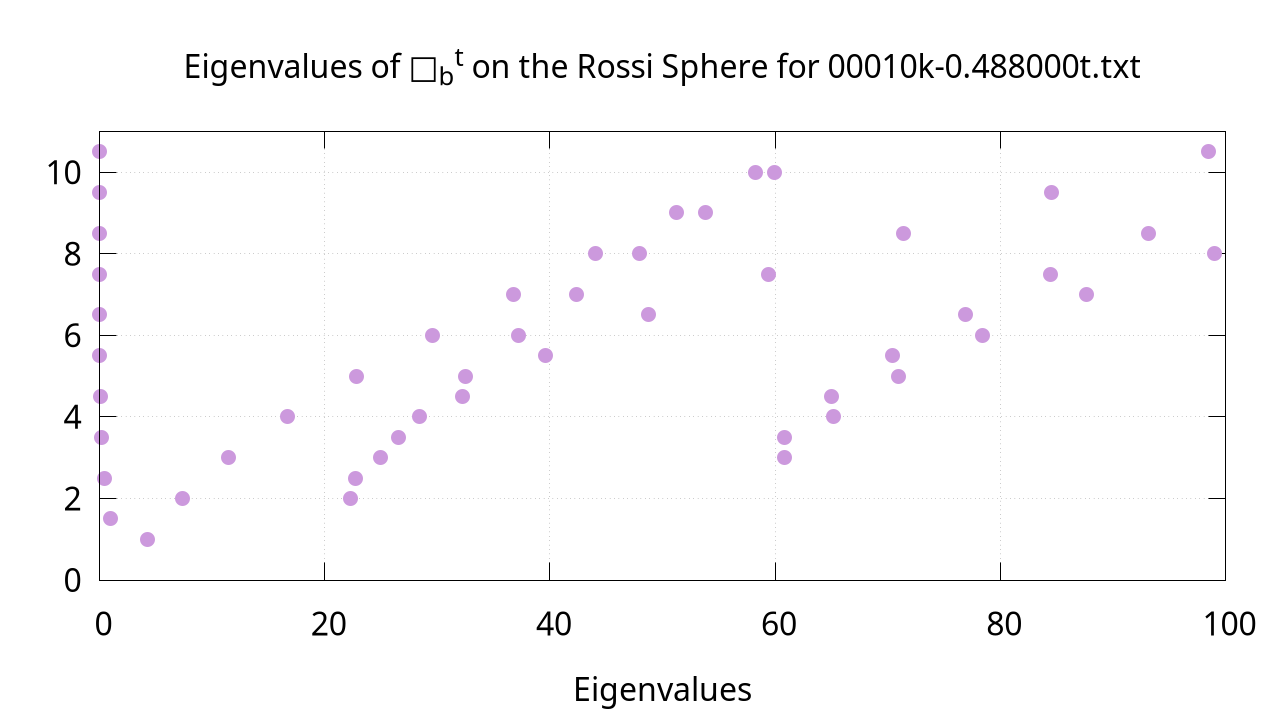 Eigenvalues of □b^t on the Rossi Sphere for 00010k-0.488000t.txt
10
8
6
4
2
0
0 20 40 60 80 100
Eigenvalues